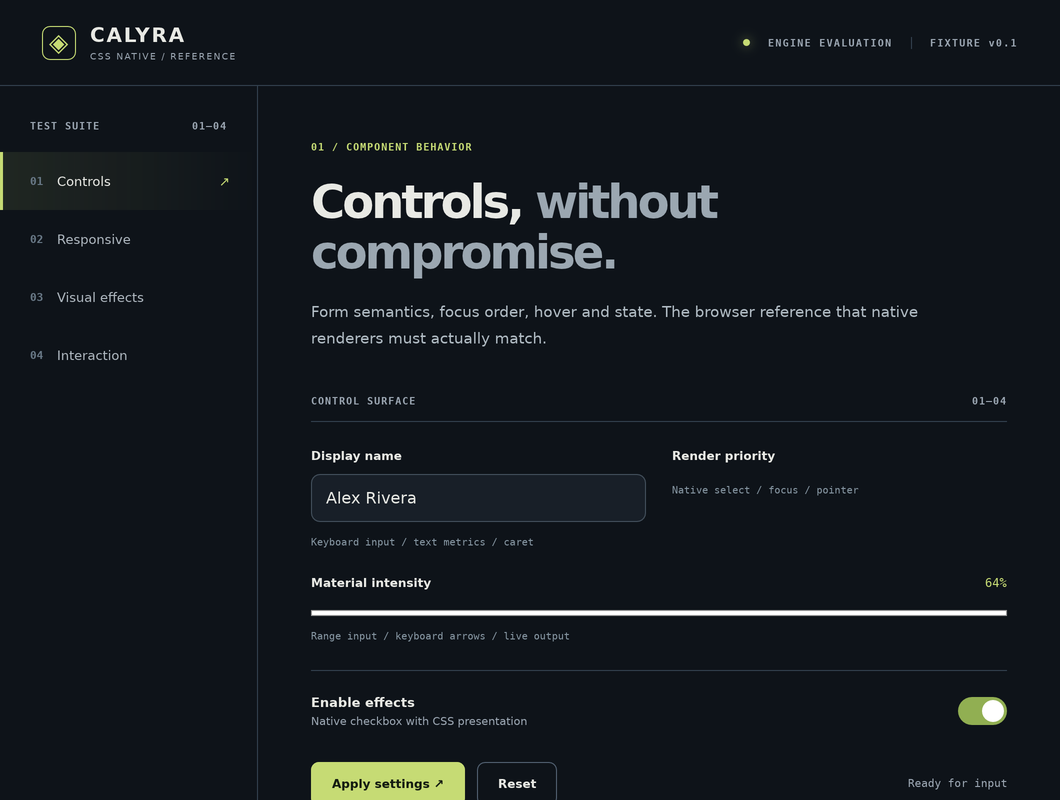 CALYRA
CSS NATIVE / REFERENCE
ENGINE EVALUATION | FIXTURE v0.1
TEST SUITE 01—04
01 Controls ↗
02 Responsive
03 Visual effects
04 Interaction
01 / COMPONENT BEHAVIOR
Controls, without
compromise.
Form semantics, focus order, hover and state. The browser reference that native
renderers must actually match.
CONTROL SURFACE 01—04
Display name
Alex Rivera
Keyboard input / text metrics / caret
Render priority
Native select / focus / pointer
Material intensity 64%
Range input / keyboard arrows / live output
Enable effects
Native checkbox with CSS presentation
Apply settings ↗ Reset Ready for input